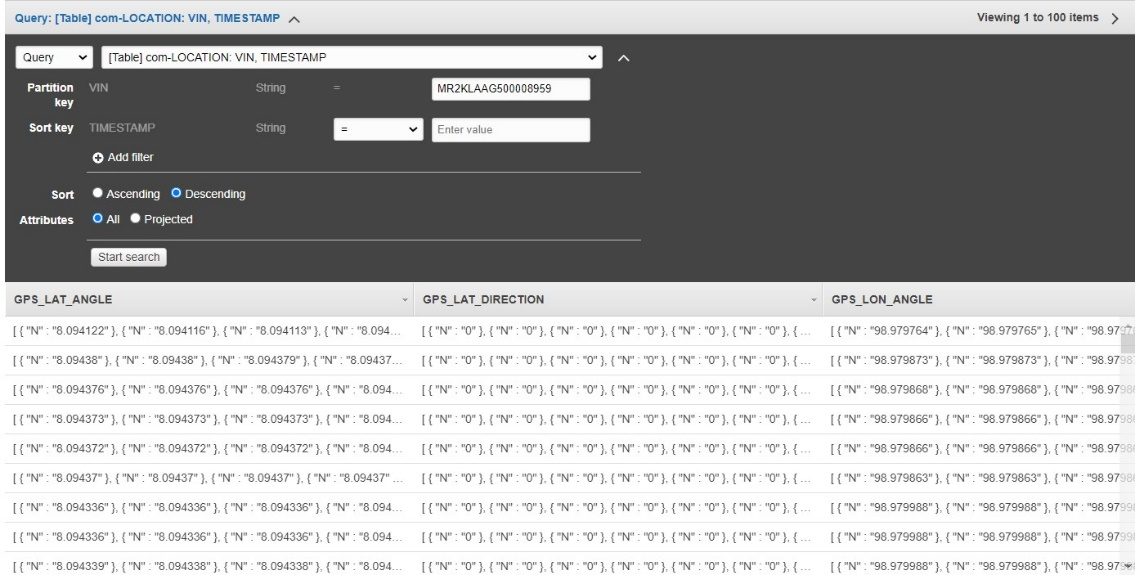 Query: [Table] com-LOCATION: VIN, TIMESTAMP Viewing 1 to 100 items
Query [Table] com-LOCATION: VIN, TIMESTAMP
Partition key VIN String = MR2KLAAG500008959
Sort key TIMESTAMP String = Enter value
Add filter
Sort Ascending Descending
Attributes All Projected
Start search
GPS_LAT_ANGLE GPS_LAT_DIRECTION GPS_LON_ANGLE
[ { "N" : "8.094122" }, { "N" : "8.094116" }, { "N" : "8.094113" }, { "N" : "8.094... [ { "N" : "0" }, { "N" : "0" }, { "N" : "0" }, { "N" : "0" }, { "N" : "0" }, { "N" : "0" }, { ... [ { "N" : "98.979764" }, { "N" : "98.979765" }, { "N" : "98.979
[ { "N" : "8.09438" }, { "N" : "8.09438" }, { "N" : "8.094379" }, { "N" : "8.09437... [ { "N" : "0" }, { "N" : "0" }, { "N" : "0" }, { "N" : "0" }, { "N" : "0" }, { "N" : "0" }, { ... [ { "N" : "98.979873" }, { "N" : "98.979873" }, { "N" : "98.979
[ { "N" : "8.094376" }, { "N" : "8.094376" }, { "N" : "8.094376" }, { "N" : "8.094... [ { "N" : "0" }, { "N" : "0" }, { "N" : "0" }, { "N" : "0" }, { "N" : "0" }, { "N" : "0" }, { ... [ { "N" : "98.979868" }, { "N" : "98.979868" }, { "N" : "98.979
[ { "N" : "8.094373" }, { "N" : "8.094373" }, { "N" : "8.094373" }, { "N" : "8.094... [ { "N" : "0" }, { "N" : "0" }, { "N" : "0" }, { "N" : "0" }, { "N" : "0" }, { "N" : "0" }, { ... [ { "N" : "98.979866" }, { "N" : "98.979866" }, { "N" : "98.979
[ { "N" : "8.094372" }, { "N" : "8.094372" }, { "N" : "8.094372" }, { "N" : "8.094... [ { "N" : "0" }, { "N" : "0" }, { "N" : "0" }, { "N" : "0" }, { "N" : "0" }, { "N" : "0" }, { ... [ { "N" : "98.979866" }, { "N" : "98.979866" }, { "N" : "98.979
[ { "N" : "8.09437" }, { "N" : "8.09437" }, { "N" : "8.09437" }, { "N" : "8.09437" ... [ { "N" : "0" }, { "N" : "0" }, { "N" : "0" }, { "N" : "0" }, { "N" : "0" }, { "N" : "0" }, { ... [ { "N" : "98.979863" }, { "N" : "98.979863" }, { "N" : "98.979
[ { "N" : "8.094336" }, { "N" : "8.094336" }, { "N" : "8.094336" }, { "N" : "8.094... [ { "N" : "0" }, { "N" : "0" }, { "N" : "0" }, { "N" : "0" }, { "N" : "0" }, { "N" : "0" }, { ... [ { "N" : "98.979988" }, { "N" : "98.979988" }, { "N" : "98.979
[ { "N" : "8.094336" }, { "N" : "8.094336" }, { "N" : "8.094336" }, { "N" : "8.094... [ { "N" : "0" }, { "N" : "0" }, { "N" : "0" }, { "N" : "0" }, { "N" : "0" }, { "N" : "0" }, { ... [ { "N" : "98.979988" }, { "N" : "98.979988" }, { "N" : "98.979
[ { "N" : "8.094339" }, { "N" : "8.094338" }, { "N" : "8.094338" }, { "N" : "8.094... [ { "N" : "0" }, { "N" : "0" }, { "N" : "0" }, { "N" : "0" }, { "N" : "0" }, { "N" : "0" }, { ... [ { "N" : "98.979988" }, { "N" : "98.979988" }, { "N" : "98.979